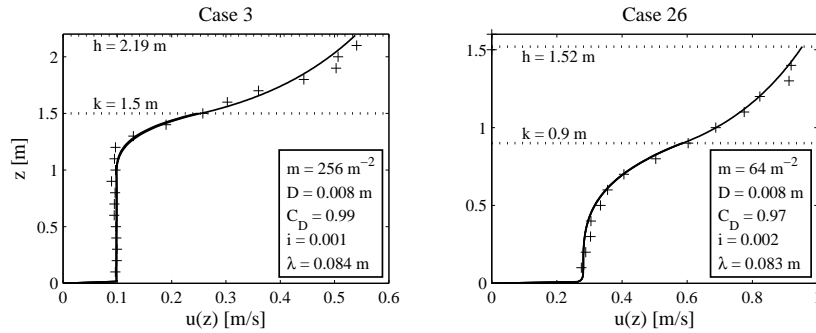 Case 3
h = 2.19 m
k = 1.5 m
m = 256 m⁻²
D = 0.008 m
C_D = 0.99
i = 0.001
λ = 0.084 m
z [m]
2
1.5
1
0.5
0
0
0.1
0.2
0.3
0.4
0.5
0.6
u(z) [m/s]
Case 26
h = 1.52 m
k = 0.9 m
m = 64 m⁻²
D = 0.008 m
C_D = 0.97
i = 0.002
λ = 0.083 m
1.5
1
0.5
0
0
0.2
0.4
0.6
0.8
1
u(z) [m/s]